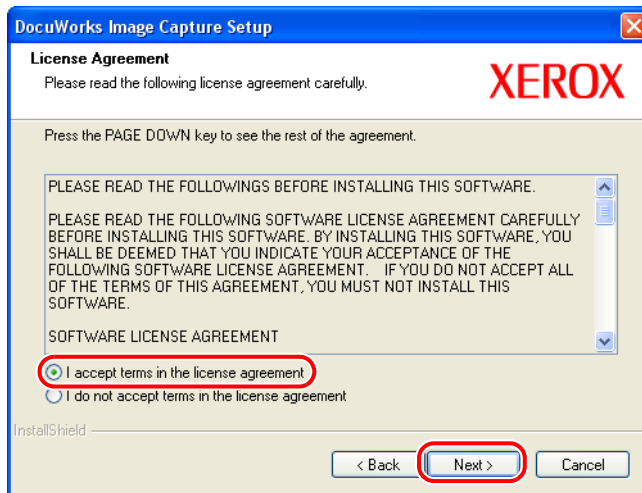 DocuWorks Image Capture Setup
License Agreement
Please read the following license agreement carefully.
XEROX
Press the PAGE DOWN key to see the rest of the agreement.
PLEASE READ THE FOLLOWINGS BEFORE INSTALLING THIS SOFTWARE.
PLEASE READ THE FOLLOWING SOFTWARE LICENSE AGREEMENT CAREFULLY
BEFORE INSTALLING THIS SOFTWARE. BY INSTALLING THIS SOFTWARE, YOU
SHALL BE DEEMED THAT YOU INDICATE YOUR ACCEPTANCE OF THE
FOLLOWING SOFTWARE LICENSE AGREEMENT.   IF YOU DO NOT ACCEPT ALL
OF THE TERMS OF THIS AGREEMENT, YOU MUST NOT INSTALL THIS
SOFTWARE.
SOFTWARE LICENSE AGREEMENT
I accept terms in the license agreement
I do not accept terms in the license agreement
InstallShield
< Back
Next >
Cancel